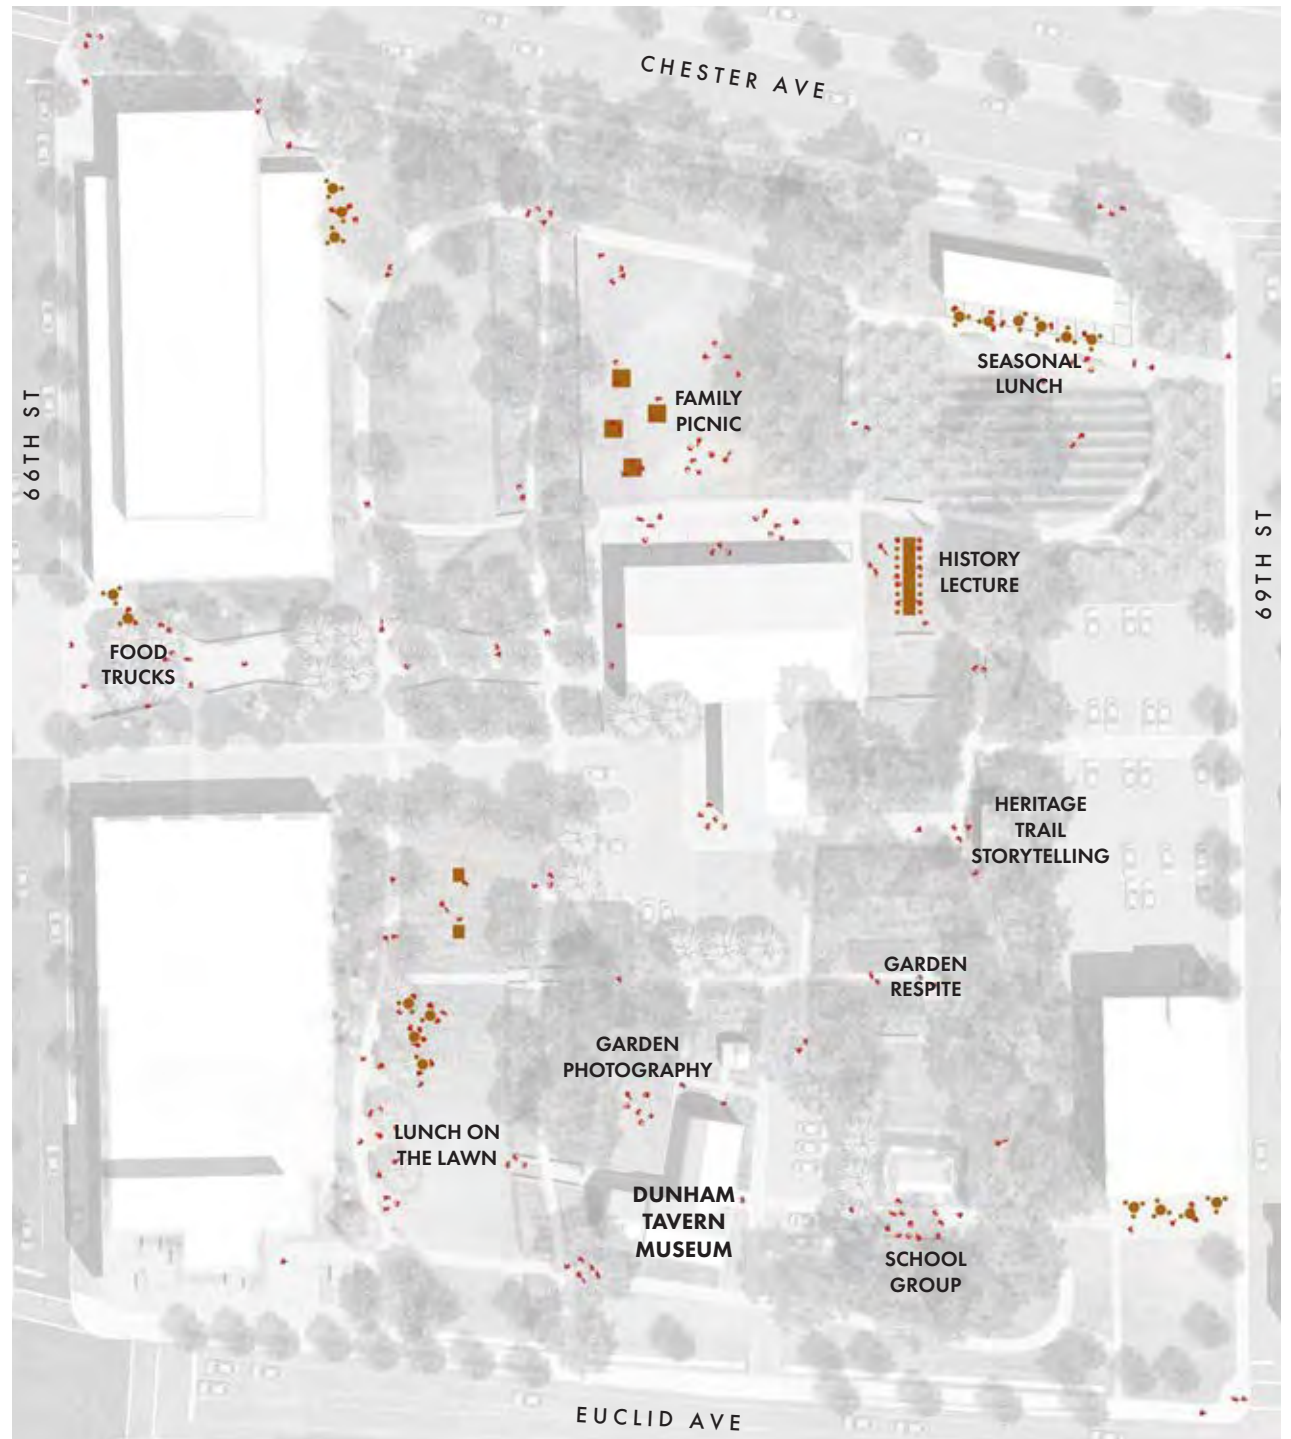 CHESTER AVE
SEASONAL
LUNCH
66TH ST
FAMILY
PICNIC
69TH ST
HISTORY
LECTURE
FOOD
TRUCKS
HERITAGE
TRAIL
STORYTELLING
GARDEN
RESPITE
GARDEN
PHOTOGRAPHY
LUNCH ON
THE LAWN
DUNHAM
TAVERN
MUSEUM
SCHOOL
GROUP
EUCLID AVE